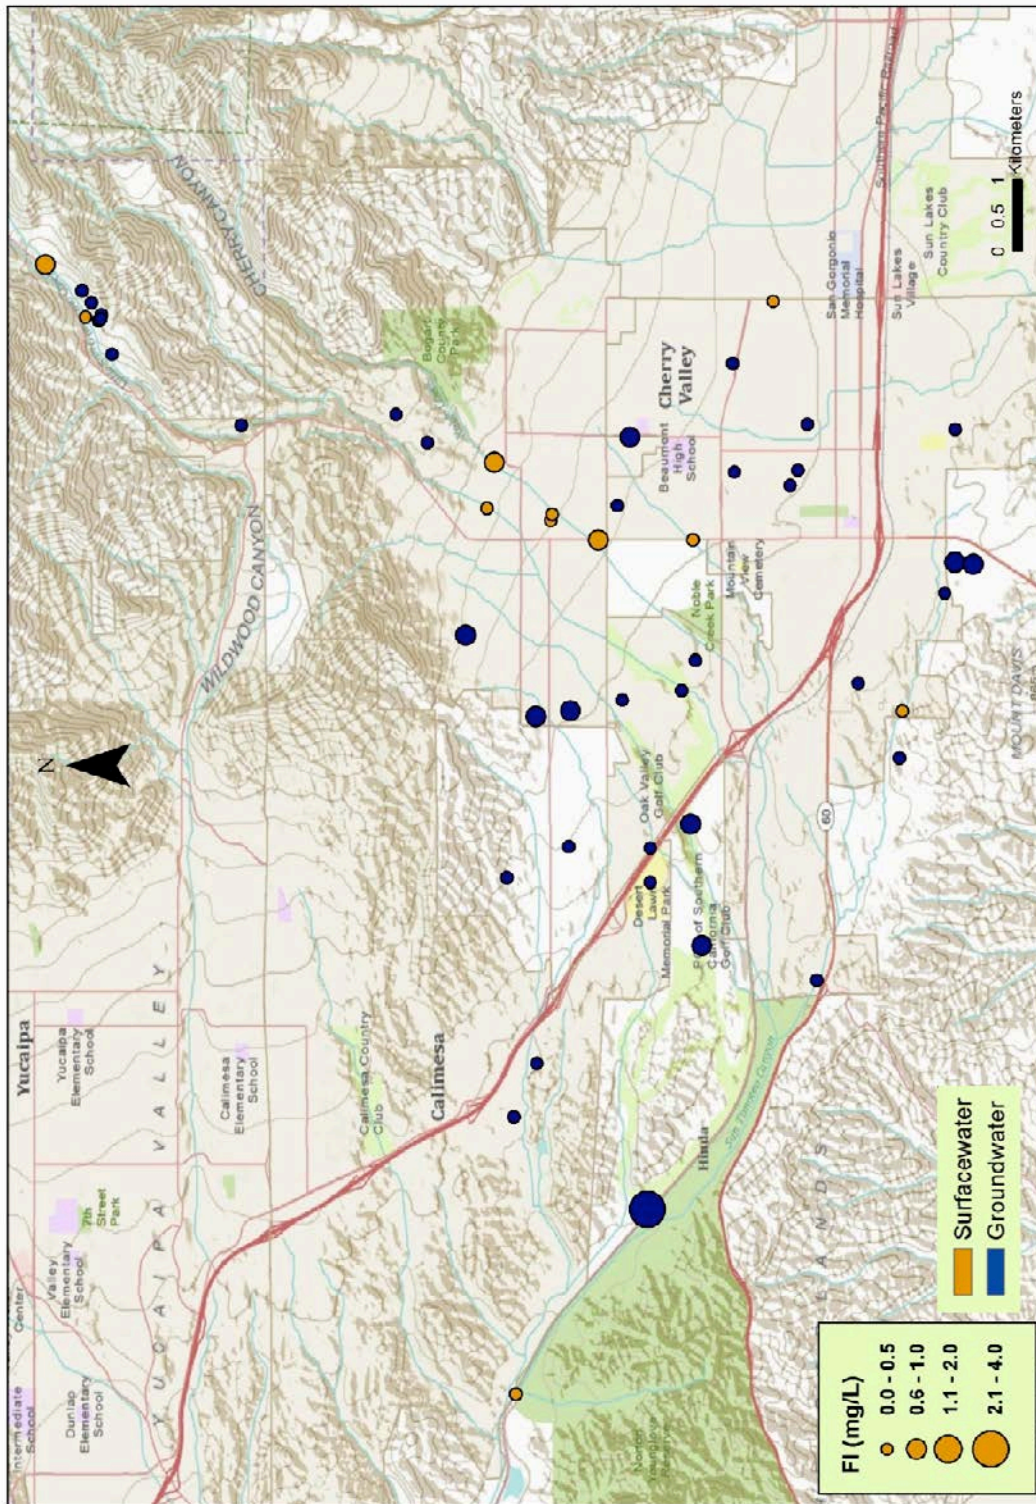 Intermediate
School
Center
Dunlap
Elementary
School
Valley
Elementary
School
7th
Street
Park
Yucaipa
Yucaipa
Elementary
School
YUCAIPA VALLEY
Calimesa
Elementary
School
Calimesa Country
Club
Calimesa
N
WILDWOOD CANYON
CHERRY CANYON
Bogart
County
Park
Cherry
Valley
Beaumont
High
School
Mountain
View
Cemetery
Noble
Creek Park
Oak Valley
Golf Club
Desert
Lawn
Memorial Park
of Southern
California
Golf Club
Hinda
San Timoteo Canyon
60
MOUNT DAVIS
San Gorgonio
Memorial
Hospital
Sun Lakes
Village
Sun Lakes
Country Club
Southern Pacific Railroad
0 0.5 1
Kilometers
Surfacewater
Groundwater
Fl (mg/L)
0.0 - 0.5
0.6 - 1.0
1.1 - 2.0
2.1 - 4.0